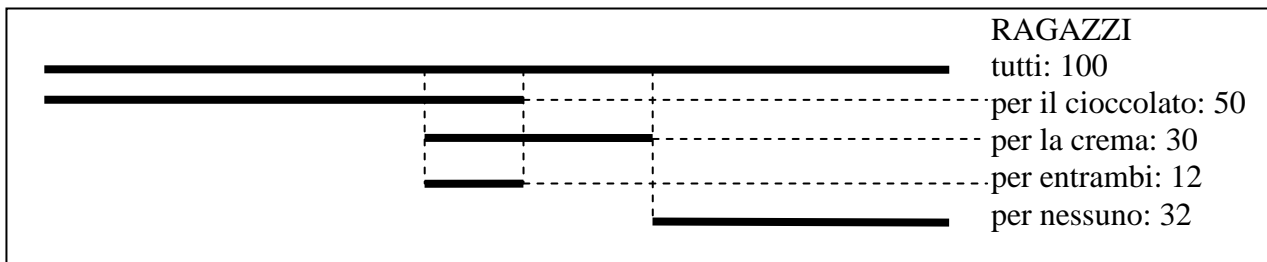 RAGAZZI
tutti: 100
per il cioccolato: 50
per la crema: 30
per entrambi: 12
per nessuno: 32